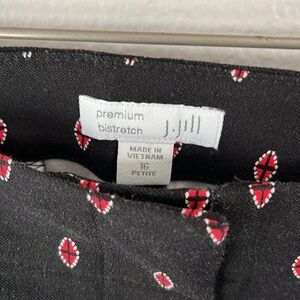 premium
bistretch
J.Jill
MADE IN
VIETNAM
16
PETITE